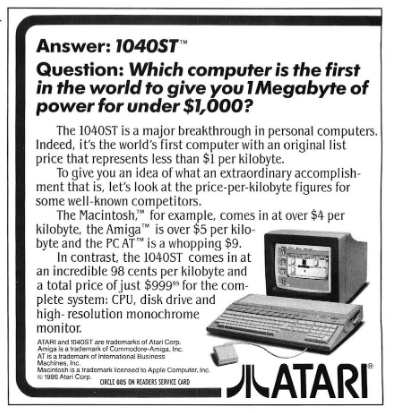 Answer: 1040ST™
Question: Which computer is the first
in the world to give you 1 Megabyte of
power for under $1,000?
The 1040ST is a major breakthrough in personal computers.
Indeed, it's the world's first computer with an original list
price that represents less than $1 per kilobyte.
To give you an idea of what an extraordinary accomplish-
ment that is, let's look at the price-per-kilobyte figures for
some well-known competitors.
The Macintosh,™ for example, comes in at over $4 per
kilobyte, the Amiga™ is over $5 per kilo-
byte and the PC AT™ is a whopping $9.
In contrast, the 1040ST comes in at
an incredible 98 cents per kilobyte and
a total price of just $999⁹⁵ for the com-
plete system: CPU, disk drive and
high-resolution monochrome
monitor.
ATARI and 1040ST are trademarks of Atari Corp.
Amiga is a trademark of Commodore-Amiga, Inc.
AT is a trademark of International Business
Machines, Inc.
Macintosh is a trademark licensed to Apple Computer, Inc.
© 1986 Atari Corp.
CIRCLE 005 ON READERS SERVICE CARD
ATARI®